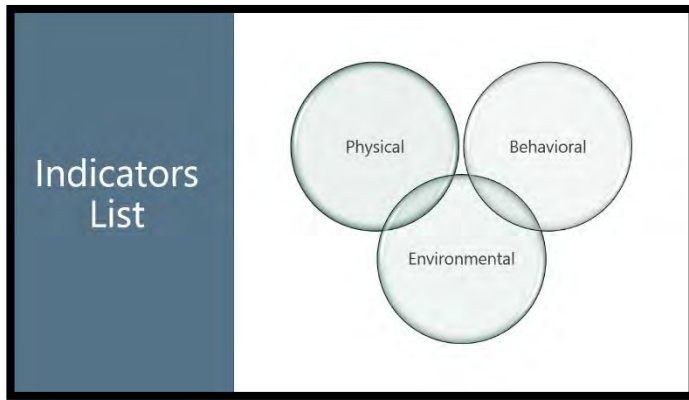 Indicators
List
Physical
Behavioral
Environmental